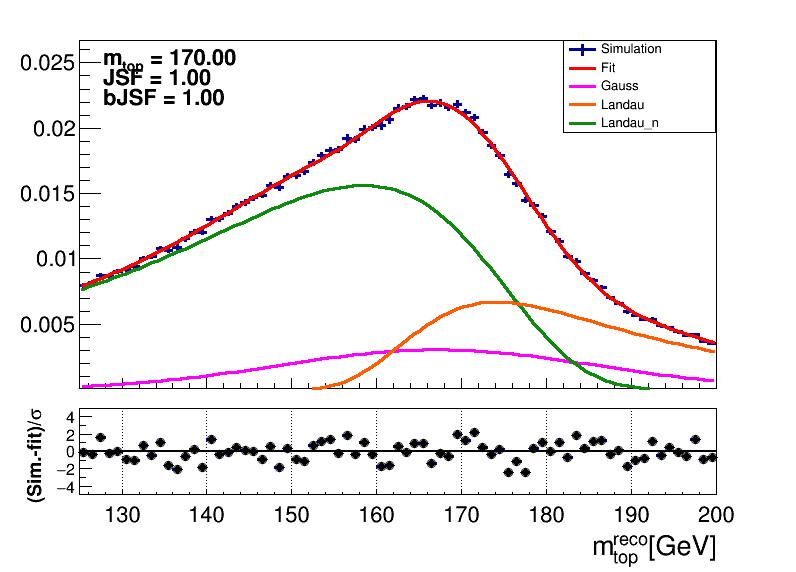 m_top = 170.00
JSF = 1.00
bJSF = 1.00
Simulation
Fit
Gauss
Landau
Landau_n
0.025
0.02
0.015
0.01
0.005
(Sim.-fit)/σ
4
2
0
−2
−4
130 140 150 160 170 180 190 200
m_top^reco[GeV]